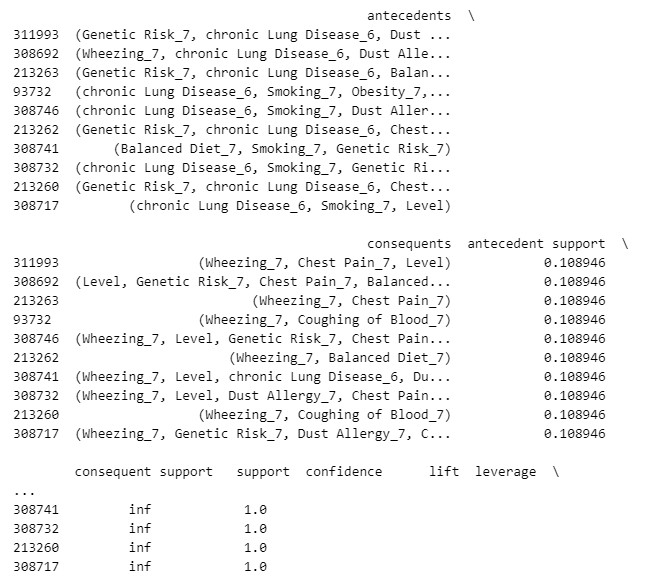 antecedents \
311993 (Genetic Risk_7, chronic Lung Disease_6, Dust ...
308692 (Wheezing_7, chronic Lung Disease_6, Dust Alle...
213263 (Genetic Risk_7, chronic Lung Disease_6, Balan...
93732 (chronic Lung Disease_6, Smoking_7, Obesity_7,...
308746 (chronic Lung Disease_6, Smoking_7, Dust Aller...
213262 (Genetic Risk_7, chronic Lung Disease_6, Chest...
308741 (Balanced Diet_7, Smoking_7, Genetic Risk_7)
308732 (chronic Lung Disease_6, Smoking_7, Genetic Ri...
213260 (Genetic Risk_7, chronic Lung Disease_6, Chest...
308717 (chronic Lung Disease_6, Smoking_7, Level)
consequents antecedent support \
311993 (Wheezing_7, Chest Pain_7, Level) 0.108946
308692 (Level, Genetic Risk_7, Chest Pain_7, Balanced... 0.108946
213263 (Wheezing_7, Chest Pain_7) 0.108946
93732 (Wheezing_7, Coughing of Blood_7) 0.108946
308746 (Wheezing_7, Level, Genetic Risk_7, Chest Pain... 0.108946
213262 (Wheezing_7, Balanced Diet_7) 0.108946
308741 (Wheezing_7, Level, chronic Lung Disease_6, Du... 0.108946
308732 (Wheezing_7, Level, Dust Allergy_7, Chest Pain... 0.108946
213260 (Wheezing_7, Coughing of Blood_7) 0.108946
308717 (Wheezing_7, Genetic Risk_7, Dust Allergy_7, C... 0.108946
consequent support support confidence lift leverage \
...
308741 inf 1.0
308732 inf 1.0
213260 inf 1.0
308717 inf 1.0